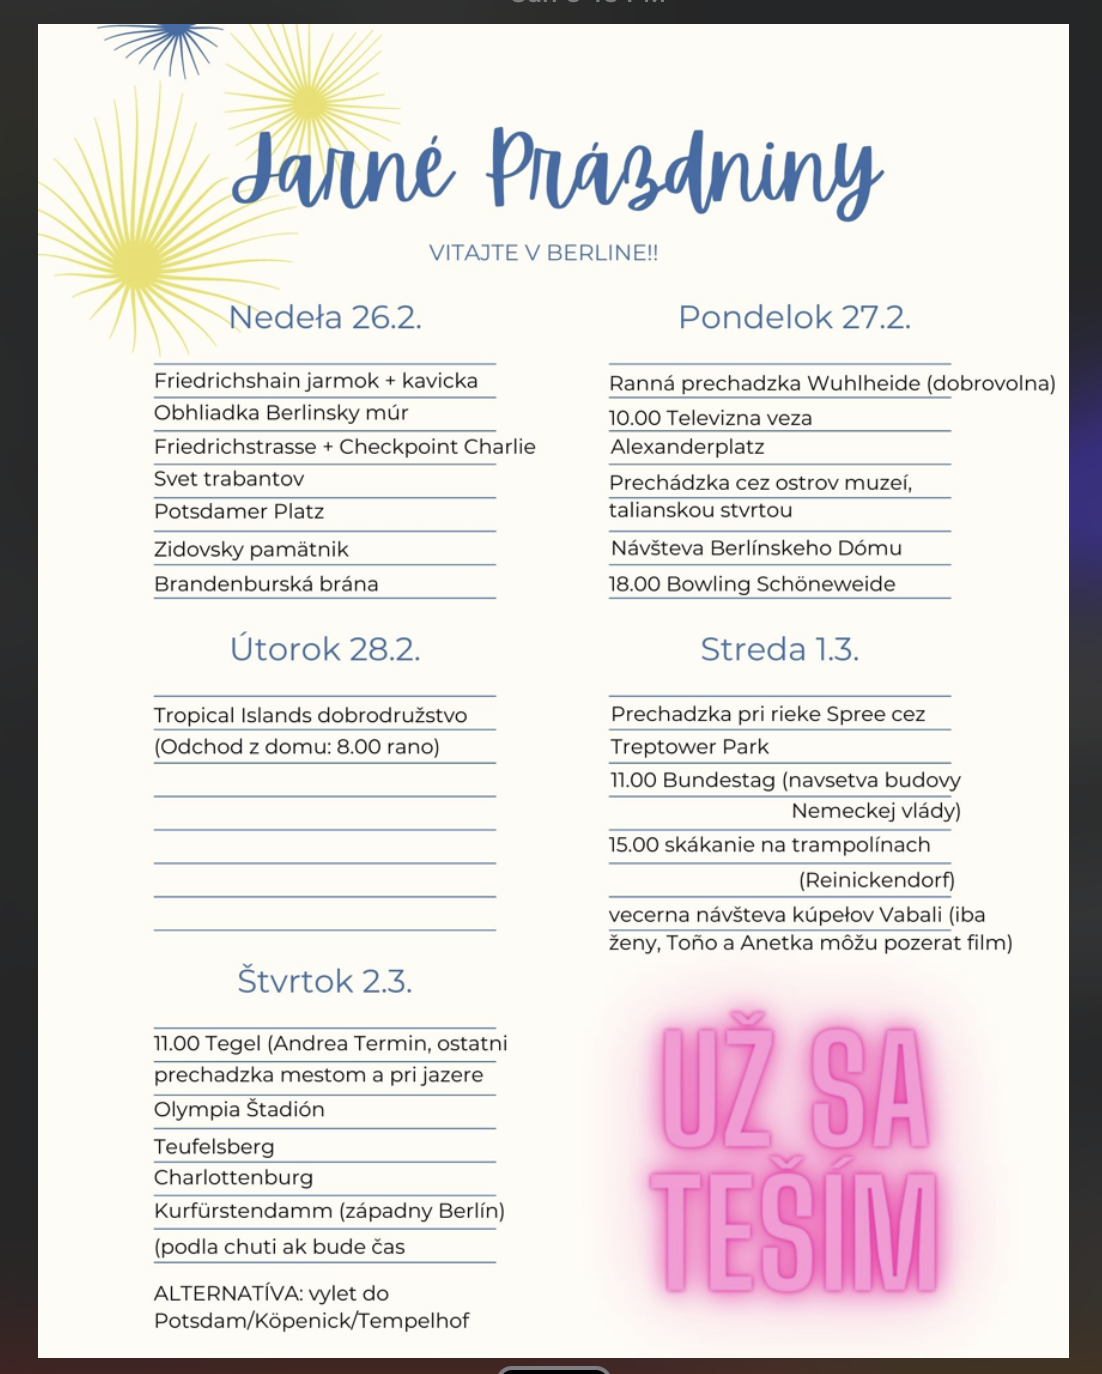 Jarné Prázdniny
VITAJTE V BERLINE!!
Nedeła 26.2.
Friedrichshain jarmok + kavicka
Obhliadka Berlinsky múr
Friedrichstrasse + Checkpoint Charlie
Svet trabantov
Potsdamer Platz
Zidovsky pamätnik
Brandenburská brána
Pondelok 27.2.
Ranná prechadzka Wuhlheide (dobrovolna)
10.00 Televizna veza
Alexanderplatz
Prechádzka cez ostrov muzeí,
talianskou stvrtou
Návšteva Berlínskeho Dómu
18.00 Bowling Schöneweide
Útorok 28.2.
Tropical Islands dobrodružstvo
(Odchod z domu: 8.00 rano)
Streda 1.3.
Prechadzka pri rieke Spree cez
Treptower Park
11.00 Bundestag (navsetva budovy
Nemeckej vlády)
15.00 skákanie na trampolínach
(Reinickendorf)
vecerna návšteva kúpełov Vabali (iba
ženy, Toňo a Anetka môžu pozerat film)
Štvrtok 2.3.
11.00 Tegel (Andrea Termin, ostatni
prechadzka mestom a pri jazere
Olympia Štadión
Teufelsberg
Charlottenburg
Kurfürstendamm (západny Berlín)
(podla chuti ak bude čas
ALTERNATÍVA: vylet do
Potsdam/Köpenick/Tempelhof
UŽ SA
TEŠÍM